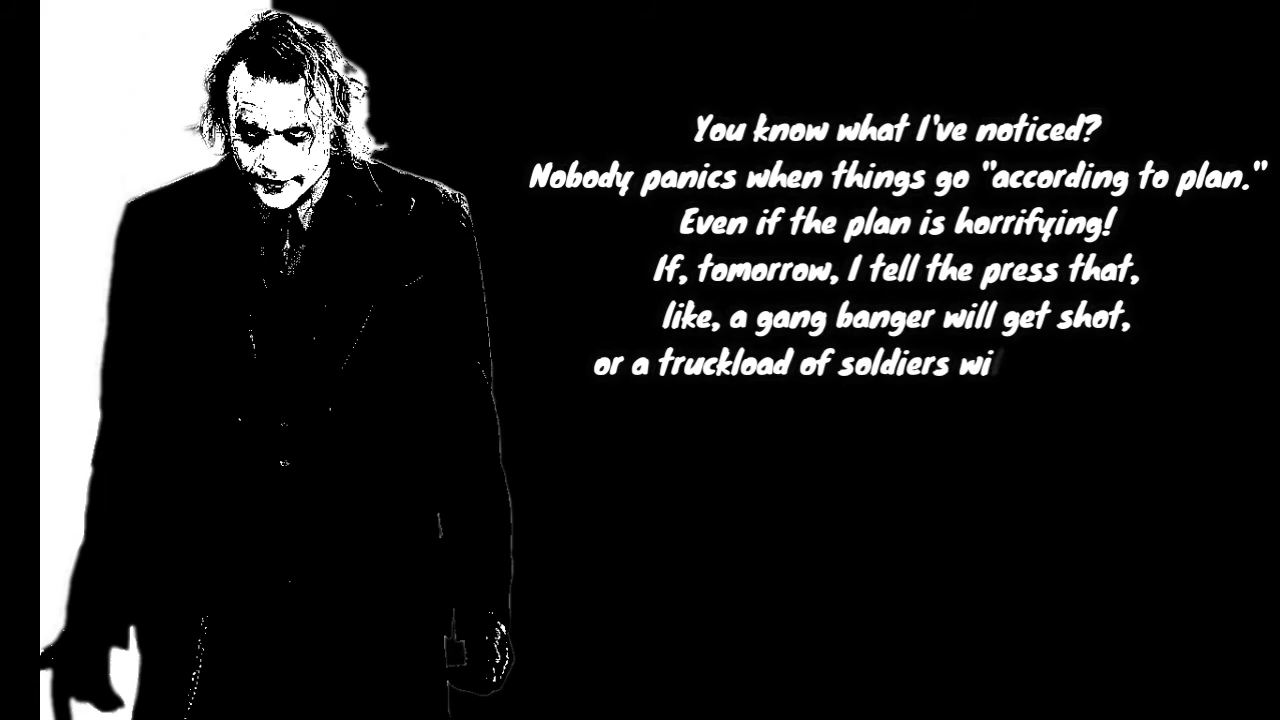 You know what I've noticed?
Nobody panics when things go "according to plan."
Even if the plan is horrifying!
If, tomorrow, I tell the press that,
like, a gang banger will get shot,
or a truckload of soldiers wi